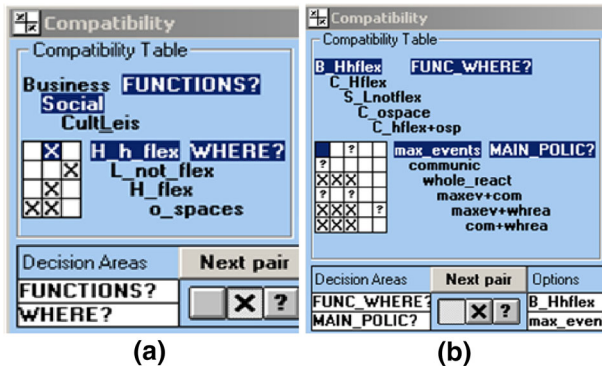 Compatibility
Compatibility Table
Business FUNCTIONS?
Social
CultLeis
X H_h_flex WHERE?
X L_not_flex
X H_flex
XX o_spaces
Decision Areas Next pair
FUNCTIONS?
WHERE? X ?
(a)
Compatibility
Compatibility Table
B_Hhflex FUNC_WHERE?
C_Hflex
S_Lnotflex
C_ospace
C_hflex+osp
? max_events MAIN_POLIC?
? communic
XXX whole_react
? ? maxev+com
XXX ? maxev+whrea
XXX com+whrea
Decision Areas Next pair Options
FUNC_WHERE? B_Hhflex
MAIN_POLIC? X ? max_even
(b)